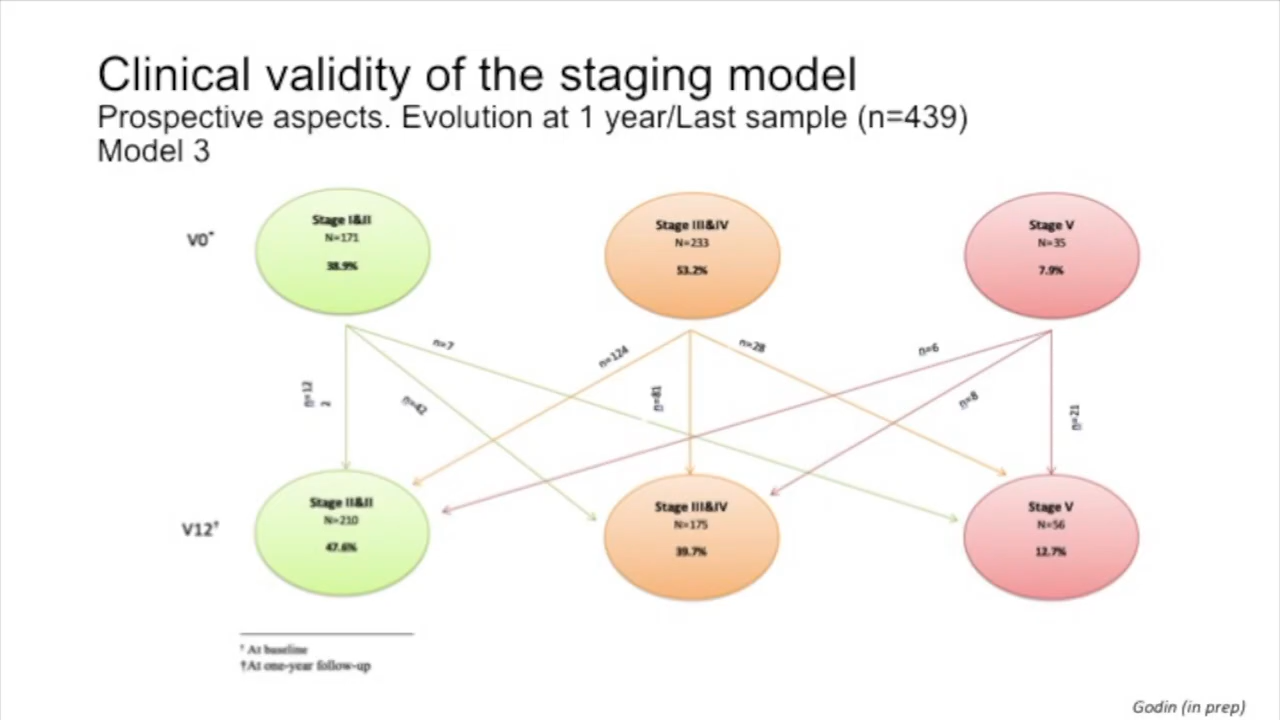 Clinical validity of the staging model
Prospective aspects. Evolution at 1 year/Last sample (n=439)
Model 3
V0⁺
Stage I&II
N=171
38.9%
Stage III&IV
N=233
53.2%
Stage V
N=35
7.9%
n=12
2
n=42
n=7
n=124
n=81
n=28
n=6
n=8
n=21
V12†
Stage II&II
N=210
47.6%
Stage III&IV
N=175
39.7%
Stage V
N=56
12.7%
⁺ At baseline
†At one-year follow-up
Godin (in prep)